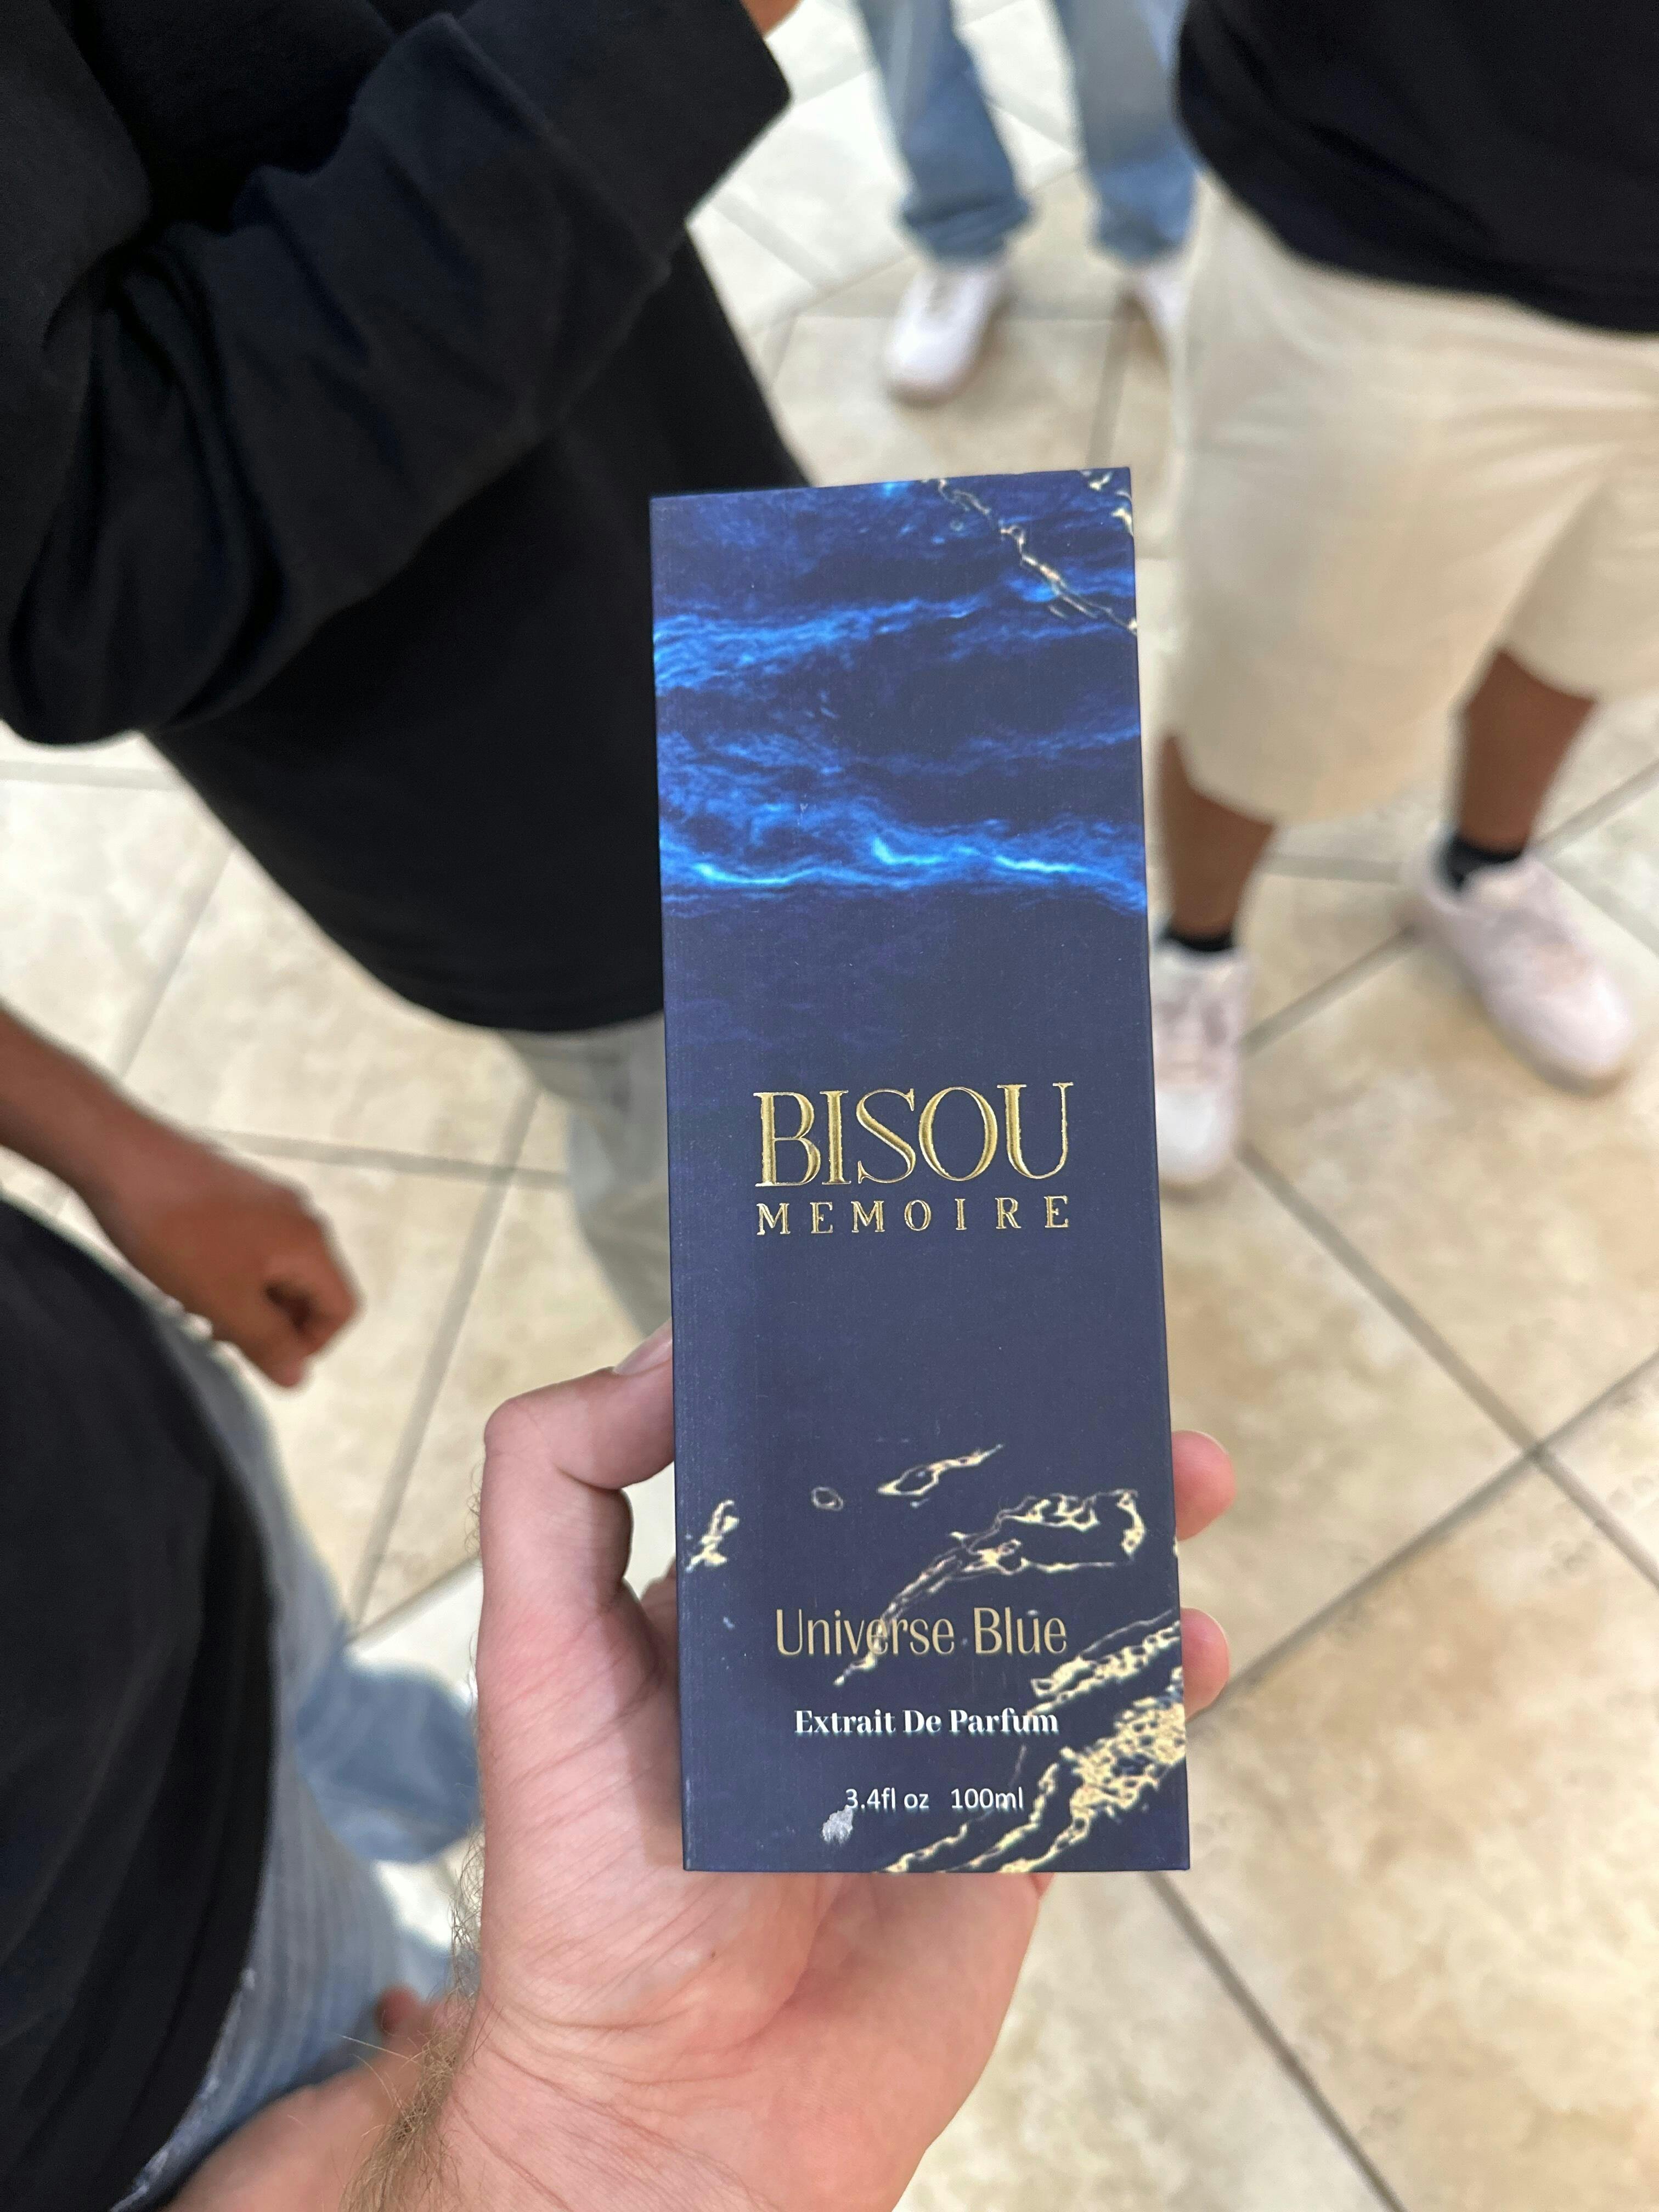 BISOU
MEMOIRE
Universe Blue
Extrait De Parfum
3.4fl oz 100ml